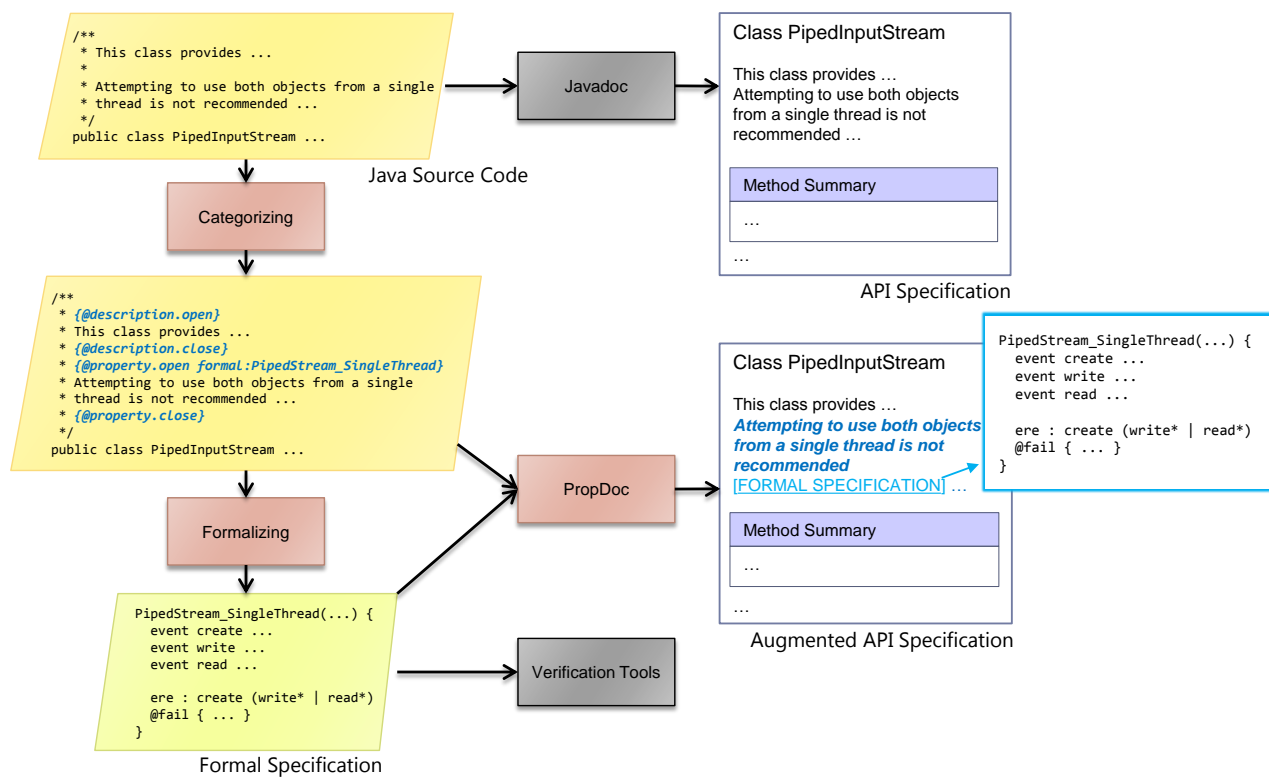 /**
 * This class provides ...
 *
 * Attempting to use both objects from a single
 * thread is not recommended ...
 */
public class PipedInputStream ...
Java Source Code
Javadoc
Class PipedInputStream
This class provides …
Attempting to use both objects
from a single thread is not
recommended …
Method Summary
…
…
API Specification
Categorizing
/**
 * {@description.open}
 * This class provides ...
 * {@description.close}
 * {@property.open formal:PipedStream_SingleThread}
 * Attempting to use both objects from a single
 * thread is not recommended ...
 * {@property.close}
 */
public class PipedInputStream ...
Formalizing
PropDoc
Class PipedInputStream
This class provides …
Attempting to use both objects
from a single thread is not
recommended
[FORMAL SPECIFICATION] …
Method Summary
…
…
Augmented API Specification
PipedStream_SingleThread(...) {
  event create ...
  event write ...
  event read ...
  ere : create (write* | read*)
  @fail { ... }
}
PipedStream_SingleThread(...) {
  event create ...
  event write ...
  event read ...
  ere : create (write* | read*)
  @fail { ... }
}
Formal Specification
Verification Tools